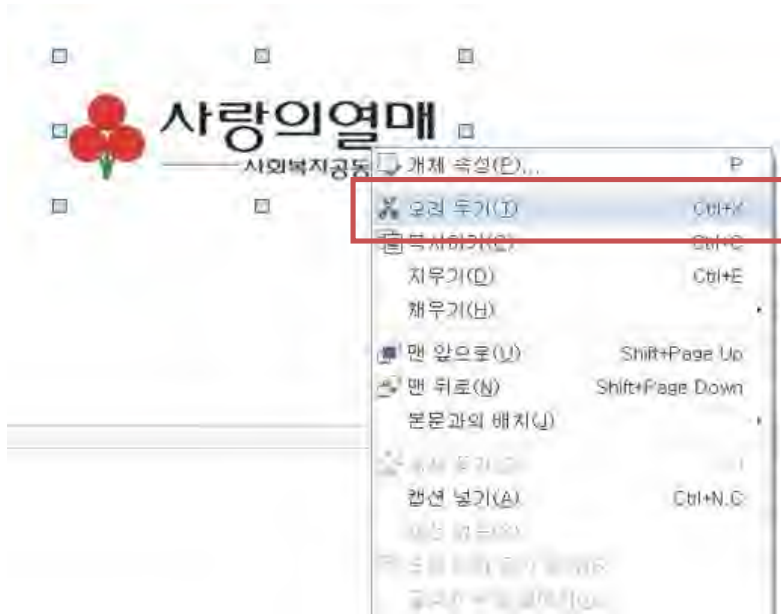 사랑의열매
사회복지공동
개체 속성(P)... P
오려 두기(T) Ctrl+X
복사하기(C) Ctrl+C
지우기(D) Ctrl+E
채우기(H)
맨 앞으로(U) Shift+Page Up
맨 뒤로(N) Shift+Page Down
본문과의 배치(J)
캡션 넣기(A) Ctrl+N,C